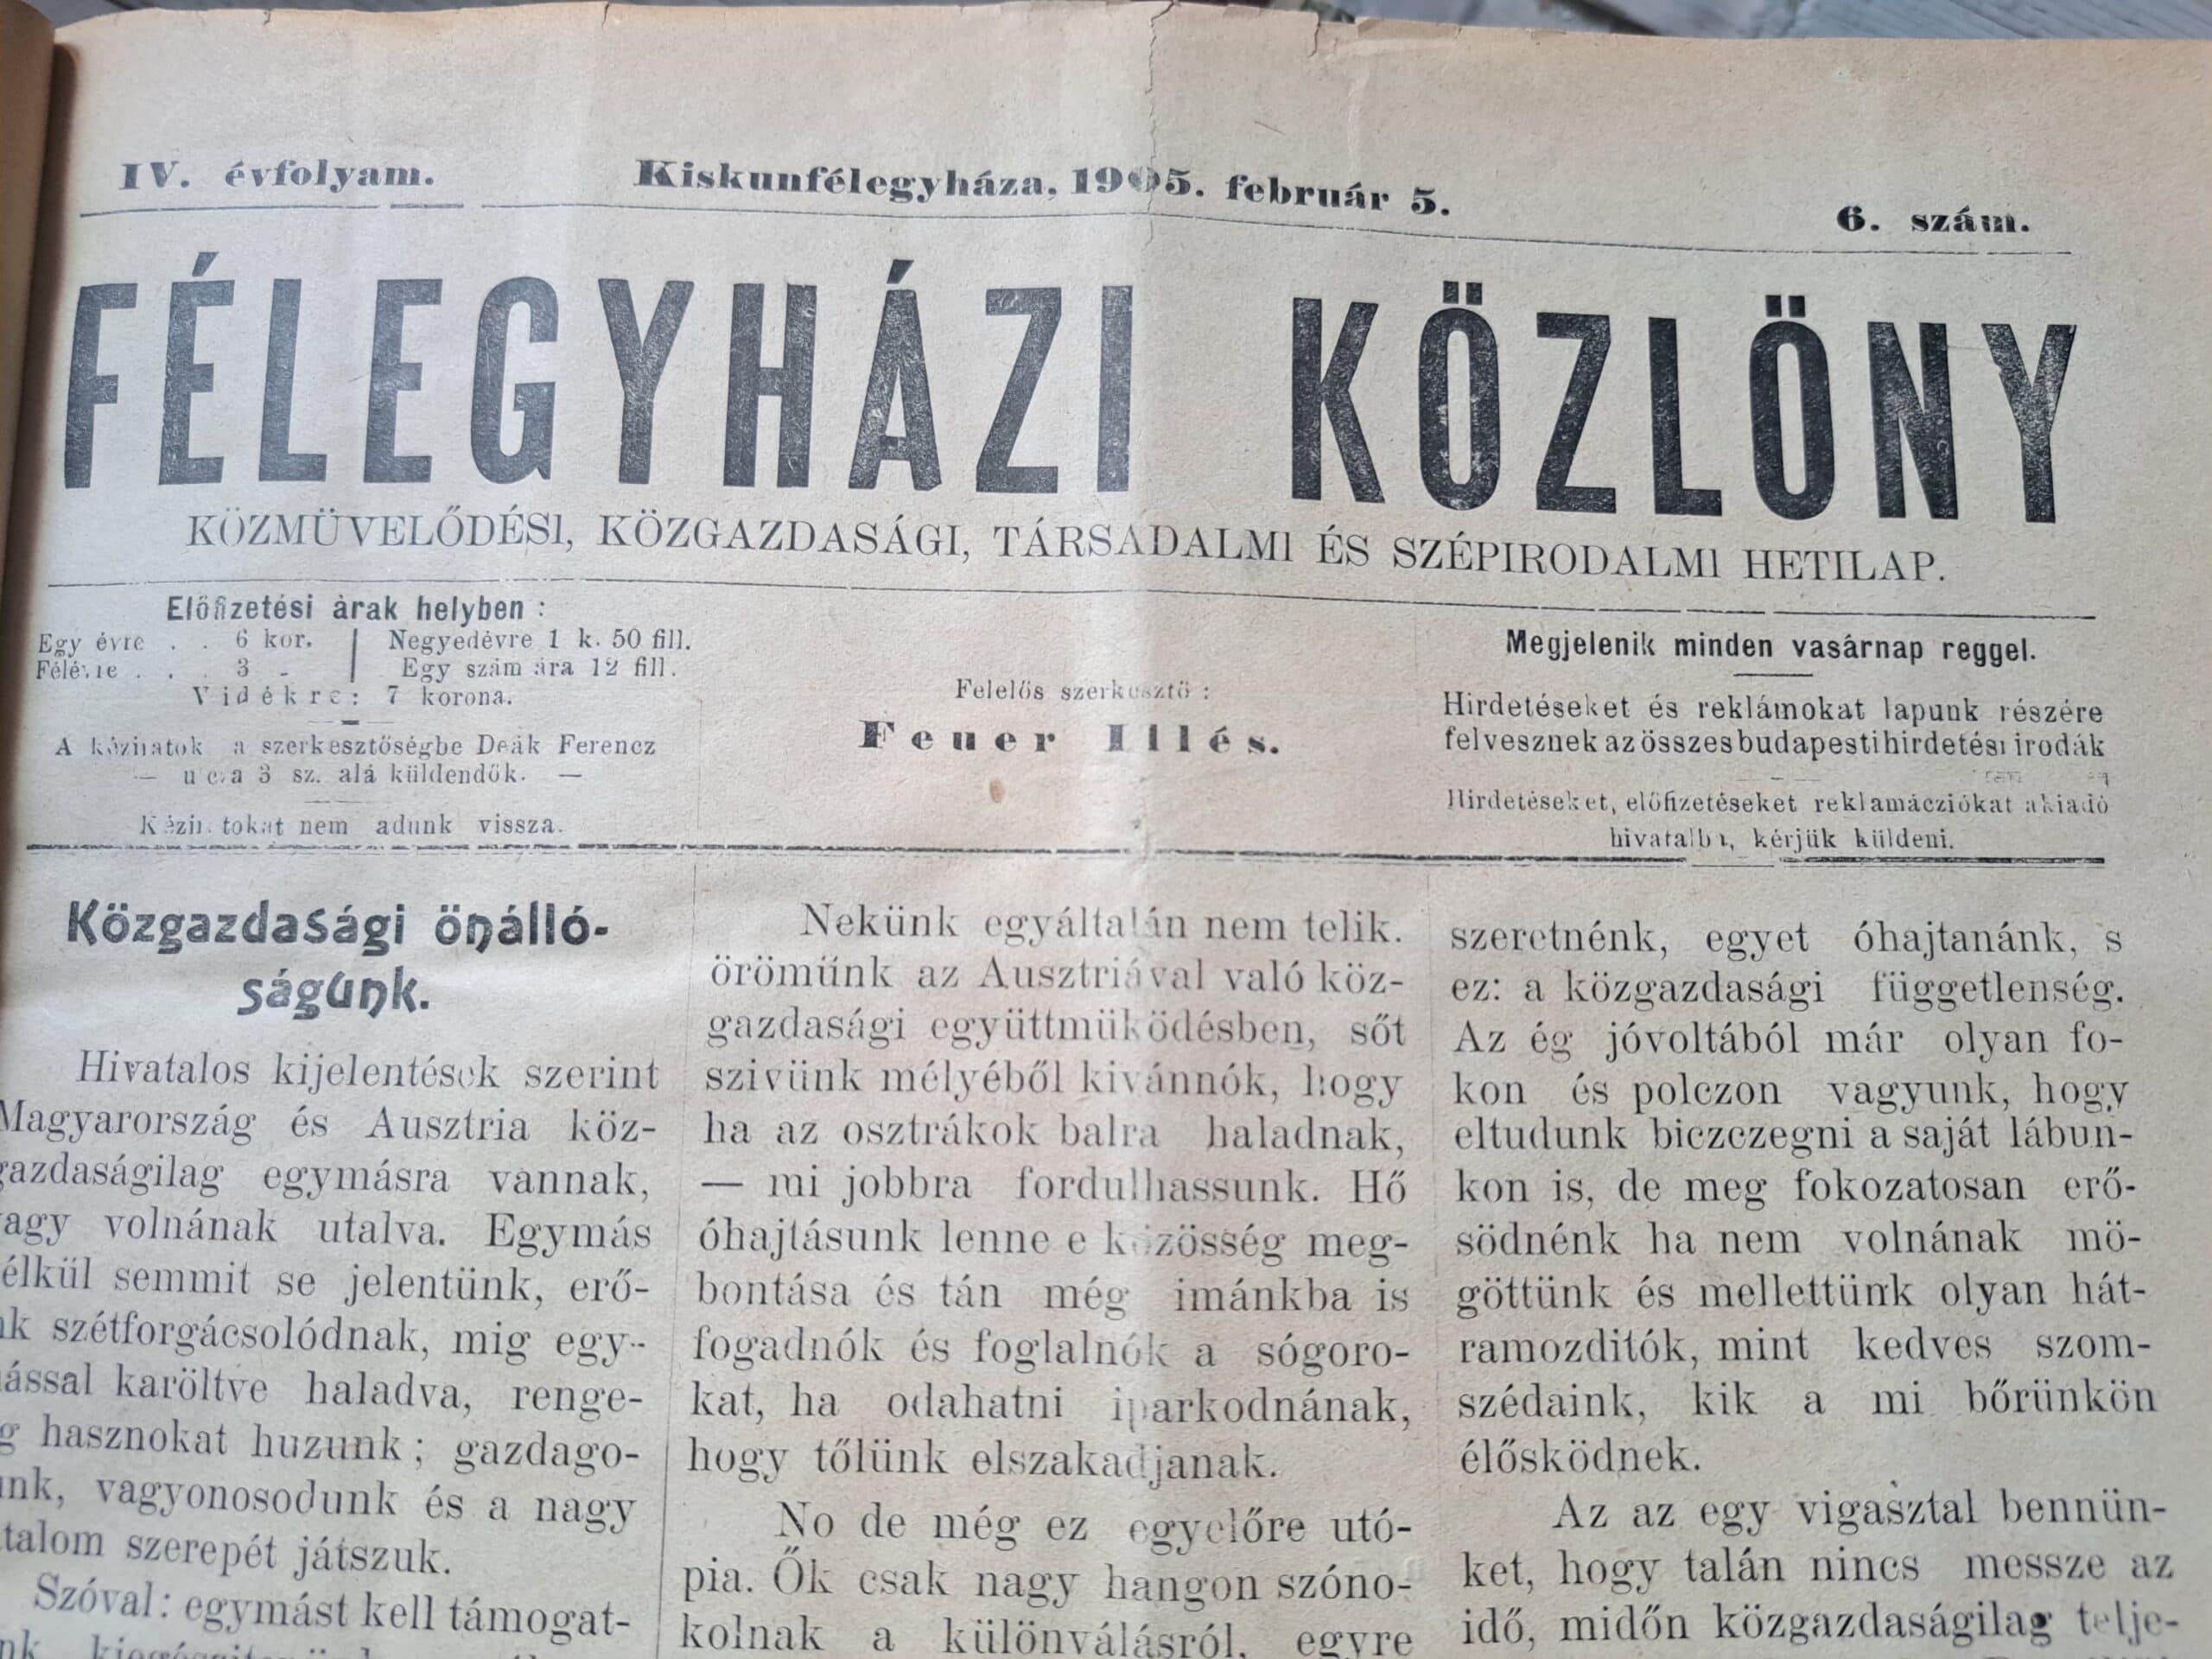 IV. évfolyam.
Kiskunfélegyháza, 1905. február 5.
6. szám.
FÉLEGYHÁZI KÖZLÖNY
KÖZMÜVELŐDÉSI, KÖZGAZDASÁGI, TÁRSADALMI ÉS SZÉPIRODALMI HETILAP.
Előfizetési árak helyben :
Egy évre . . 6 kor. | Negyedévre 1 k. 50 fill.
Félévre . . . 3 „ | Egy szám ára 12 fill.
Vidékre: 7 korona.
A kéziratok a szerkesztőségbe Deák Ferencz
— ucza 3 sz. alá küldendők. —
Kéziratokat nem adunk vissza.
Felelős szerkesztő :
Feuer Illés.
Megjelenik minden vasárnap reggel.
Hirdetéseket és reklámokat lapunk részére
felvesznek az összes budapesti hirdetési irodák
Hirdetéseket, előfizetéseket reklamácziókat a kiadó
hivatalba, kérjük küldeni.
Közgazdasági önálló-
ságunk.
Hivatalos kijelentések szerint
Magyarország és Ausztria köz-
gazdaságilag egymásra vannak,
vagy volnának utalva. Egymás
élkül semmit se jelentünk, erő-
nk szétforgácsolódnak, mig egy-
mással karöltve haladva, renge-
g hasznokat huzunk ; gazdago-
unk, vagyonosodunk és a nagy
talom szerepét játszuk.
Szóval : egymást kell támogat-
nk
Nekünk egyáltalán nem telik.
örömünk az Ausztriával való köz-
gazdasági együttmüködésben, sőt
szivünk mélyéből kivánnók, hogy
ha az osztrákok balra haladnak,
— mi jobbra fordulhassunk. Hő
óhajtásunk lenne e közösség meg-
bontása és tán még imánkba is
fogadnók és foglalnók a sógoro-
kat, ha odahatni iparkodnának,
hogy tőlünk elszakadjanak.
No de még ez egyelőre utó-
pia. Ők csak nagy hangon szóno-
kolnak a különválásról, egyre
szeretnénk, egyet óhajtanánk, s
ez: a közgazdasági függetlenség.
Az ég jóvoltából már olyan fo-
kon és polczon vagyunk, hogy
eltudunk biczczegni a saját lábun-
kon is, de meg fokozatosan erő-
södnénk ha nem volnának mö-
göttünk és mellettünk olyan hát-
ramozditók, mint kedves szom-
szédaink, kik a mi bőrünkön
élősködnek.
Az az egy vigasztal bennün-
ket, hogy talán nincs messze az
idő, midőn közgazdaságilag telje-